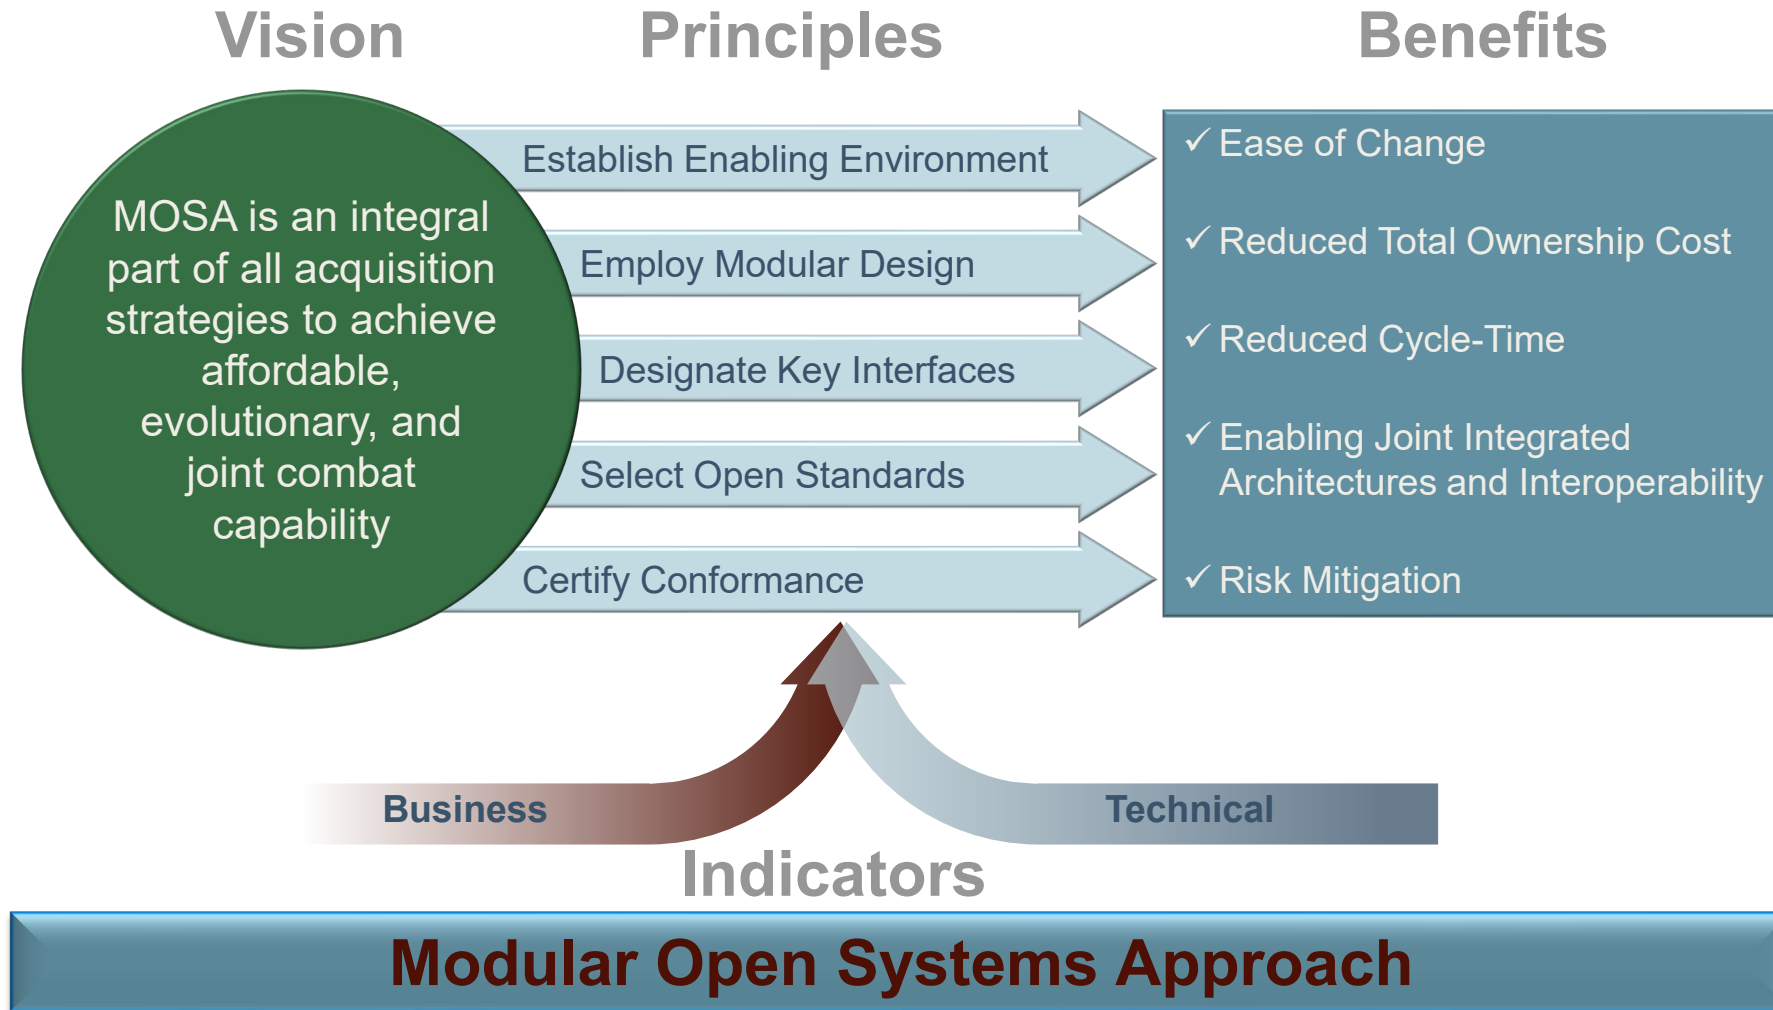 Vision
Principles
Benefits
MOSA is an integral
part of all acquisition
strategies to achieve
affordable,
evolutionary, and
joint combat
capability
Establish Enabling Environment
Employ Modular Design
Designate Key Interfaces
Select Open Standards
Certify Conformance
✓ Ease of Change
✓ Reduced Total Ownership Cost
✓ Reduced Cycle-Time
✓ Enabling Joint Integrated
Architectures and Interoperability
✓ Risk Mitigation
Business
Technical
Indicators
Modular Open Systems Approach